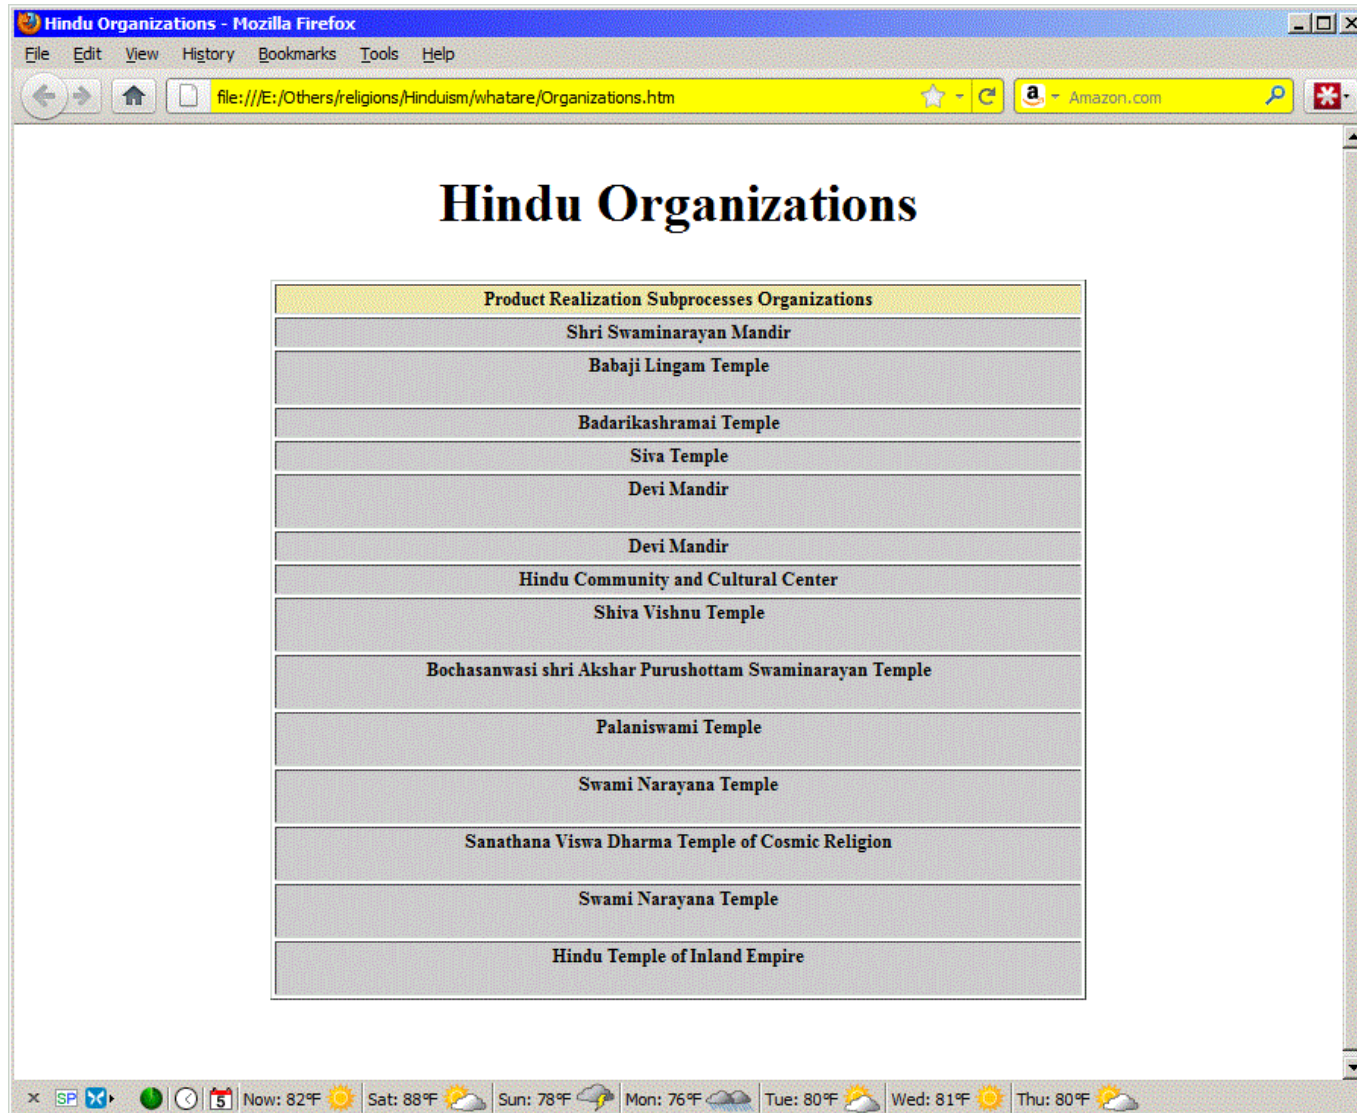 Hindu Organizations - Mozilla Firefox
File Edit View History Bookmarks Tools Help
file:///E:/Others/religions/Hinduism/whatare/Organizations.htm a Amazon.com
Hindu Organizations
Product Realization Subprocesses Organizations
Shri Swaminarayan Mandir
Babaji Lingam Temple
Badarikashramai Temple
Siva Temple
Devi Mandir
Devi Mandir
Hindu Community and Cultural Center
Shiva Vishnu Temple
Bochasanwasi shri Akshar Purushottam Swaminarayan Temple
Palaniswami Temple
Swami Narayana Temple
Sanathana Viswa Dharma Temple of Cosmic Religion
Swami Narayana Temple
Hindu Temple of Inland Empire
SP 5 Now: 82°F Sat: 88°F Sun: 78°F Mon: 76°F Tue: 80°F Wed: 81°F Thu: 80°F